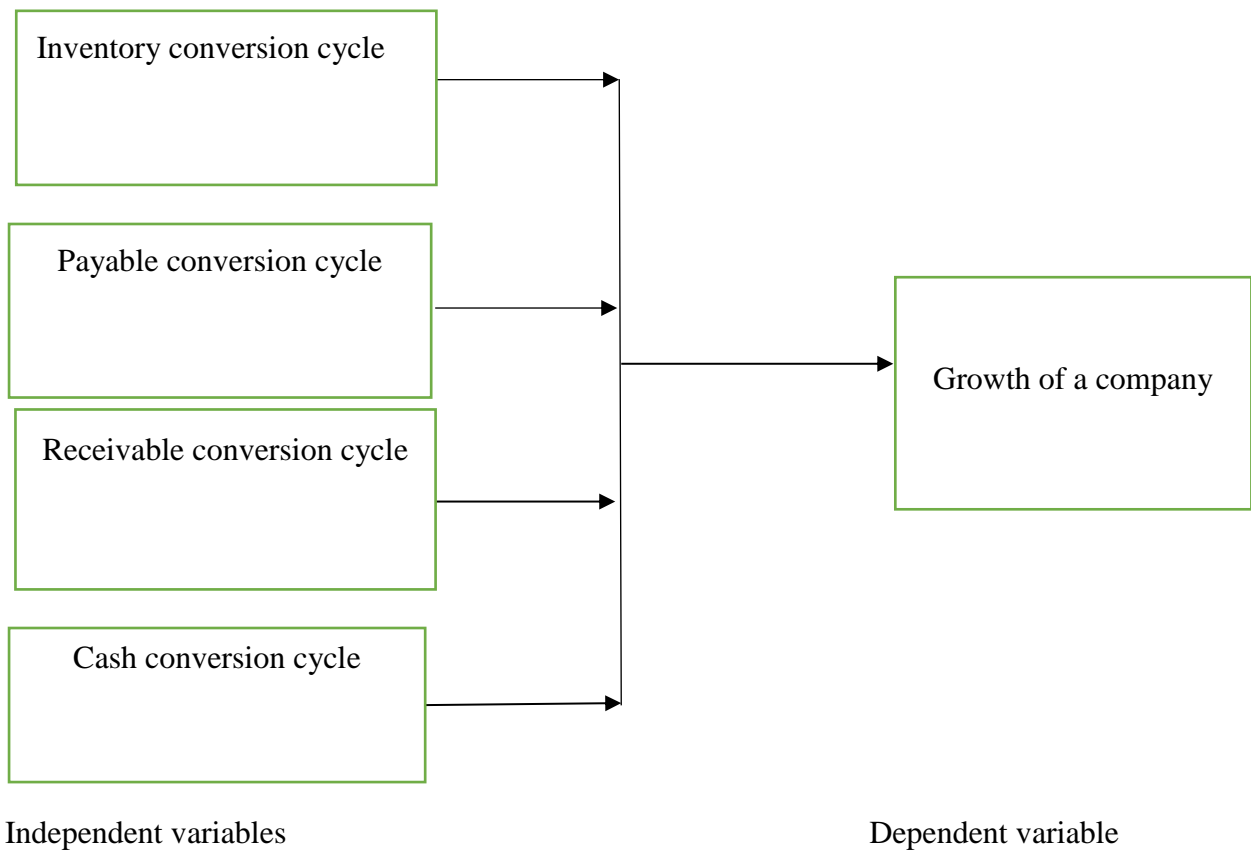 Inventory conversion cycle
Payable conversion cycle
Growth of a company
Receivable conversion cycle
Cash conversion cycle
Independent variables
Dependent variable